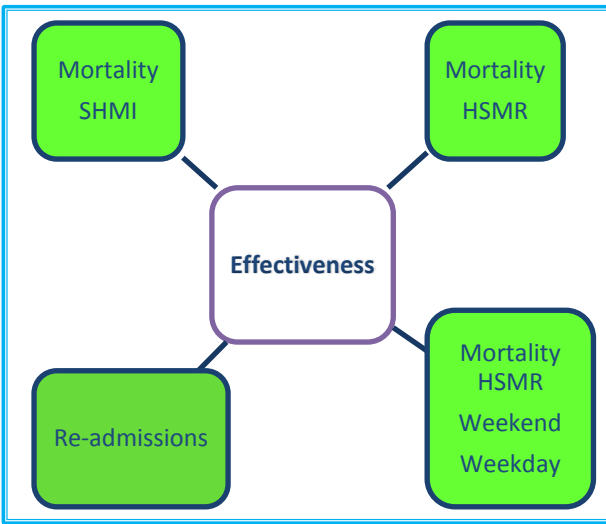 Mortality
SHMI
Mortality
HSMR
Effectiveness
Re-admissions
Mortality
HSMR
Weekend
Weekday